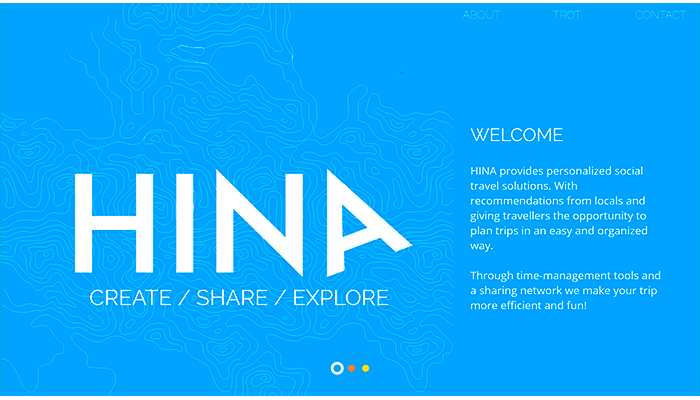 ABOUT TROT CONTACT
WELCOME
HINA provides personalized social
travel solutions. With
recommendations from locals and
giving travellers the opportunity to
plan trips in an easy and organized
way.
Through time-management tools and
a sharing network we make your trip
more efficient and fun!
HINA
CREATE / SHARE / EXPLORE